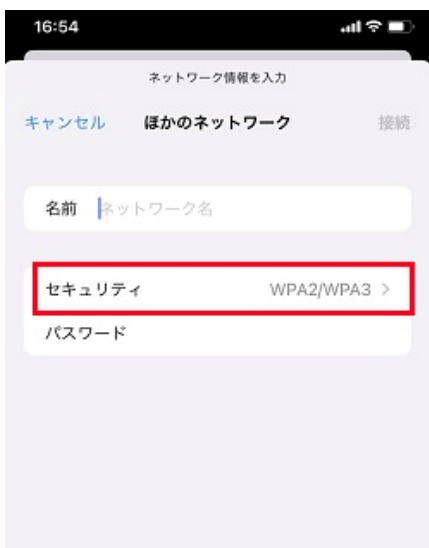 16:54
ネットワーク情報を入力
キャンセル ほかのネットワーク 接続
名前 ネットワーク名
セキュリティ WPA2/WPA3 >
パスワード